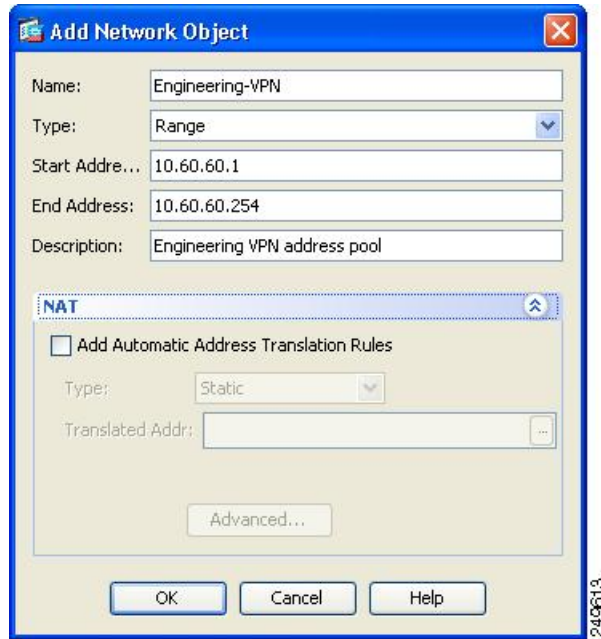 Add Network Object
Name: Engineering-VPN
Type: Range
Start Addre... 10.60.60.1
End Address: 10.60.60.254
Description: Engineering VPN address pool
NAT
Add Automatic Address Translation Rules
Type: Static
Translated Addr: ...
Advanced...
OK Cancel Help
249613